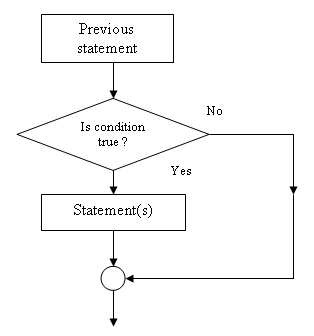 Previous
statement
No
Is condition
true ?
Yes
Statement(s)